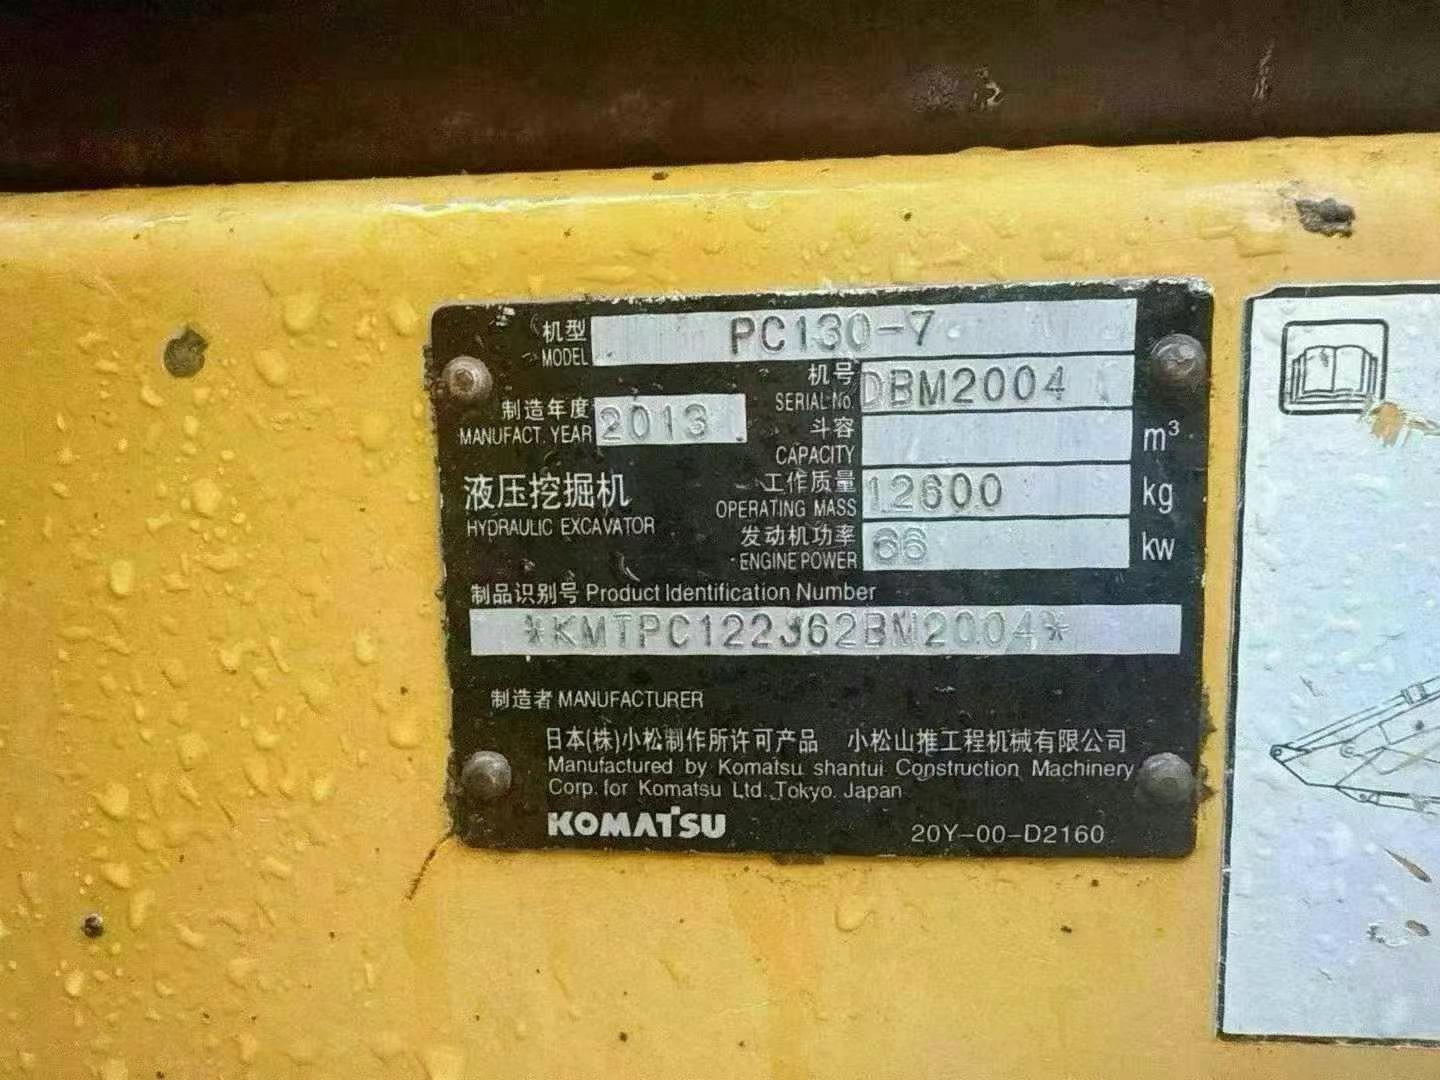 机型 MODEL PC130-7
机号 SERIAL No. DBM2004
制造年度 MANUFACT. YEAR 2013
斗容 CAPACITY m³
工作质量 OPERATING MASS 12600 kg
液压挖掘机
HYDRAULIC EXCAVATOR
发动机功率 ENGINE POWER 66 kw
制品识别号 Product Identification Number
*KMTPC122J62BM2004*
制造者 MANUFACTURER
日本(株)小松制作所许可产品 小松山推工程机械有限公司
Manufactured by Komatsu shantui Construction Machinery
Corp. for Komatsu Ltd. Tokyo. Japan
KOMATSU 20Y-00-D2160